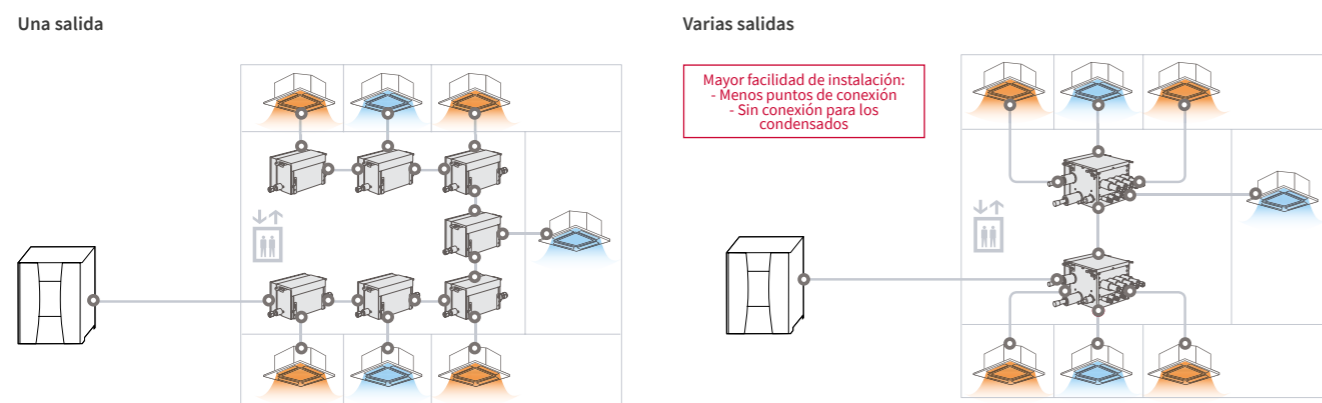 Una salida
Varias salidas
Mayor facilidad de instalación:
- Menos puntos de conexión
- Sin conexión para los
condensados